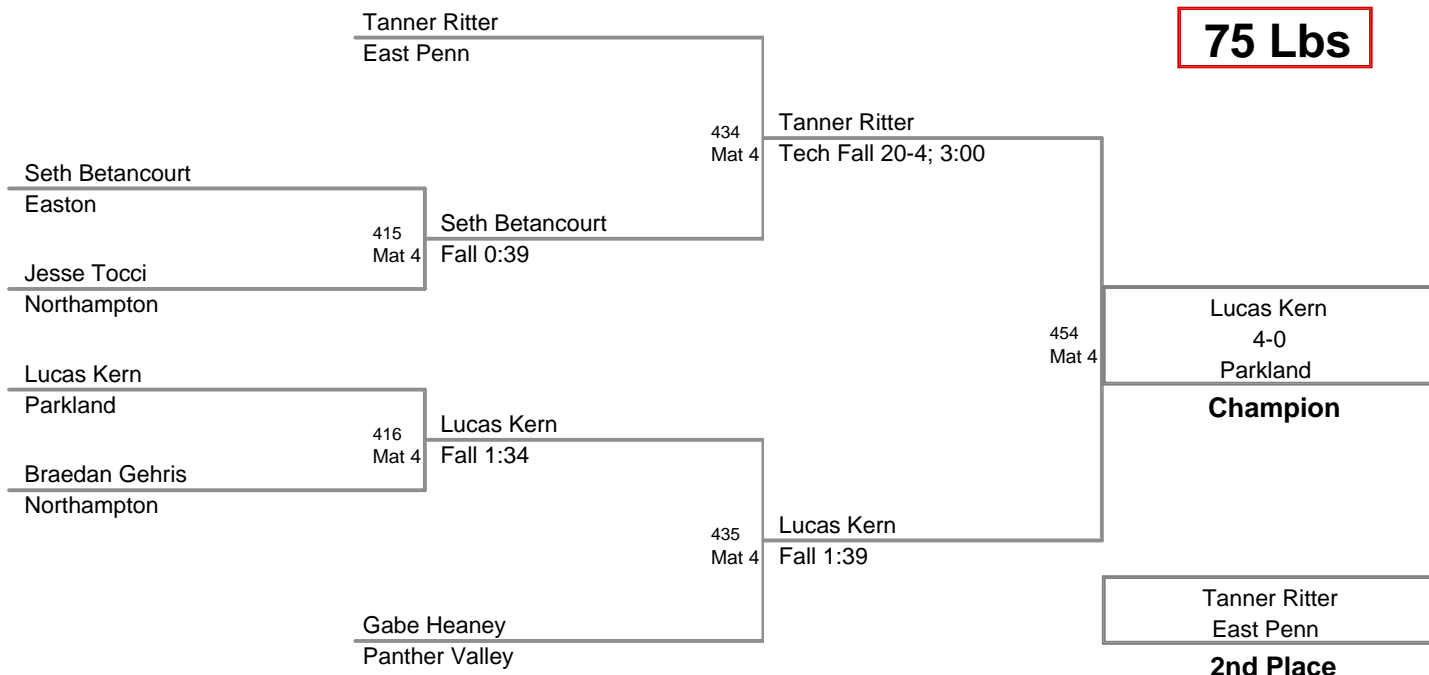 Tanner Ritter
East Penn
75 Lbs
434
Mat 4
Tanner Ritter
Tech Fall 20-4; 3:00
Seth Betancourt
Easton
415
Mat 4
Seth Betancourt
Fall 0:39
Jesse Tocci
Northampton
454
Mat 4
Lucas Kern
4-0
Parkland
Champion
Lucas Kern
Parkland
416
Mat 4
Lucas Kern
Fall 1:34
Braedan Gehris
Northampton
435
Mat 4
Lucas Kern
Fall 1:39
Gabe Heaney
Panther Valley
Tanner Ritter
East Penn
2nd Place